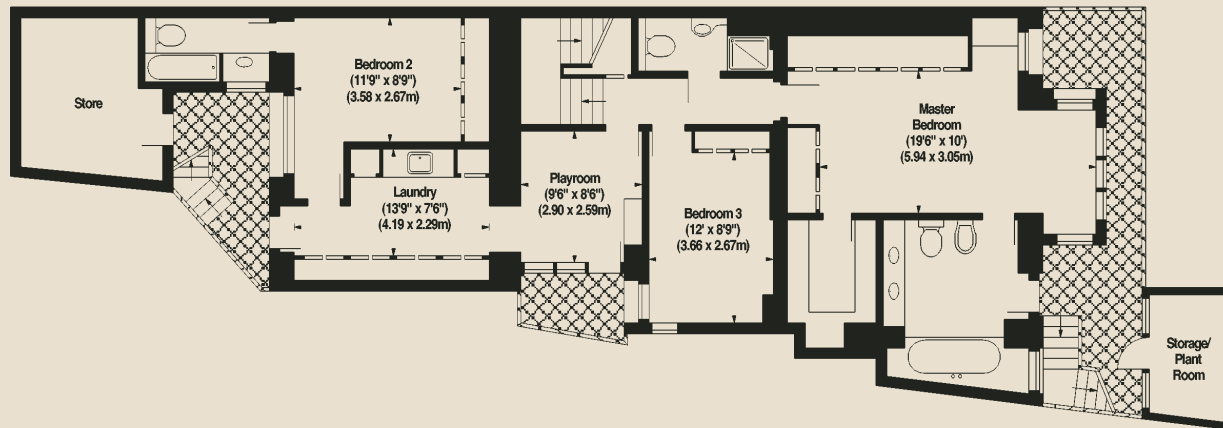 Store
Bedroom 2
(11'9" x 8'9")
(3.58 x 2.67m)
Laundry
(13'9" x 7'6")
(4.19 x 2.29m)
Playroom
(9'6" x 8'6")
(2.90 x 2.59m)
Bedroom 3
(12' x 8'9")
(3.66 x 2.67m)
Master
Bedroom
(19'6" x 10')
(5.94 x 3.05m)
Storage/
Plant
Room